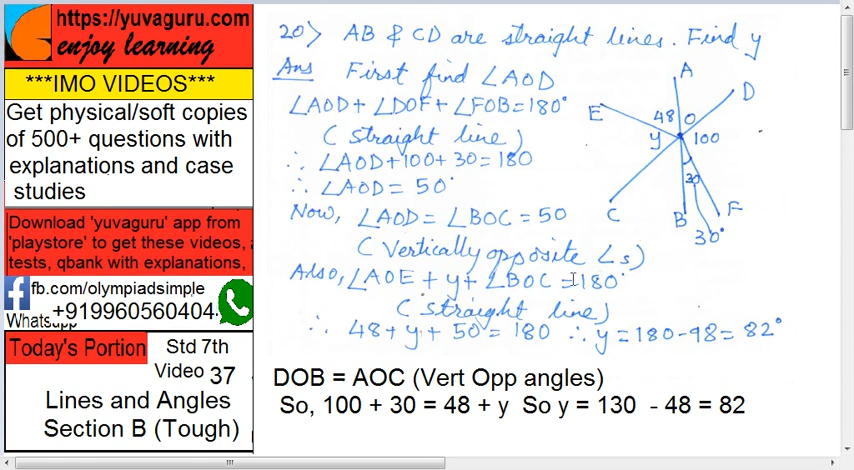 https://yuvaguru.com
enjoy learning
***IMO VIDEOS***
Get physical/soft copies
of 500+ questions with
explanations and case
studies
Download 'yuvaguru' app from
'playstore' to get these videos,
tests, qbank with explanations,
fb.com/olympiadsimple
+919960560404
Whatsapp
Today's Portion
Std 7th
Video 37
Lines and Angles
Section B (Tough)
20> AB & CD are straight lines. Find y
Ans First find ∠AOD
∠AOD + ∠DOF + ∠FOB = 180°
(straight line)
∴ ∠AOD + 100 + 30 = 180
∴ ∠AOD = 50°
Now, ∠AOD = ∠BOC = 50
(Vertically opposite ∠s)
Also, ∠AOE + y + ∠BOC = 180°
(straight line)
∴ 48 + y + 50 = 180 ∴ y = 180 - 98 = 82°
A
D
E
48 O
y 100
30
C
B
F
30°
DOB = AOC (Vert Opp angles)
So, 100 + 30 = 48 + y So y = 130 - 48 = 82